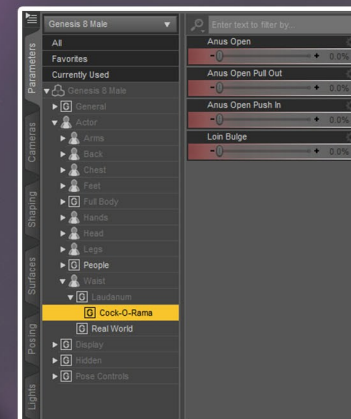 Genesis 8 Male
All
Favorites
Currently Used
Genesis 8 Male
G General
Actor
Arms
Back
Chest
Feet
G Full Body
Hands
Head
Legs
G People
Waist
G Laudanum
G Cock-O-Rama
G Real World
G Display
G Hidden
G Pose Controls
Parameters
Cameras
Shaping
Surfaces
Posing
Lights
Enter text to filter by...
Anus Open
- + 0.0%
Anus Open Pull Out
- + 0.0%
Anus Open Push In
- + 0.0%
Loin Bulge
- + 0.0%